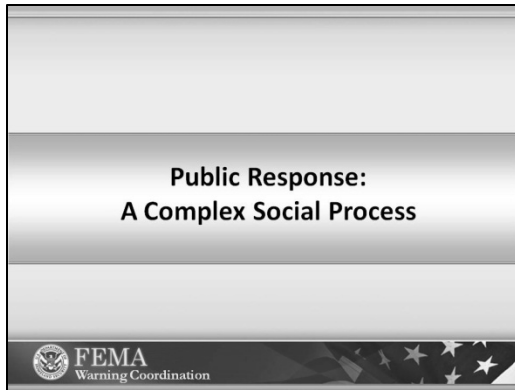 Public Response:
A Complex Social Process
FEMA
Warning Coordination